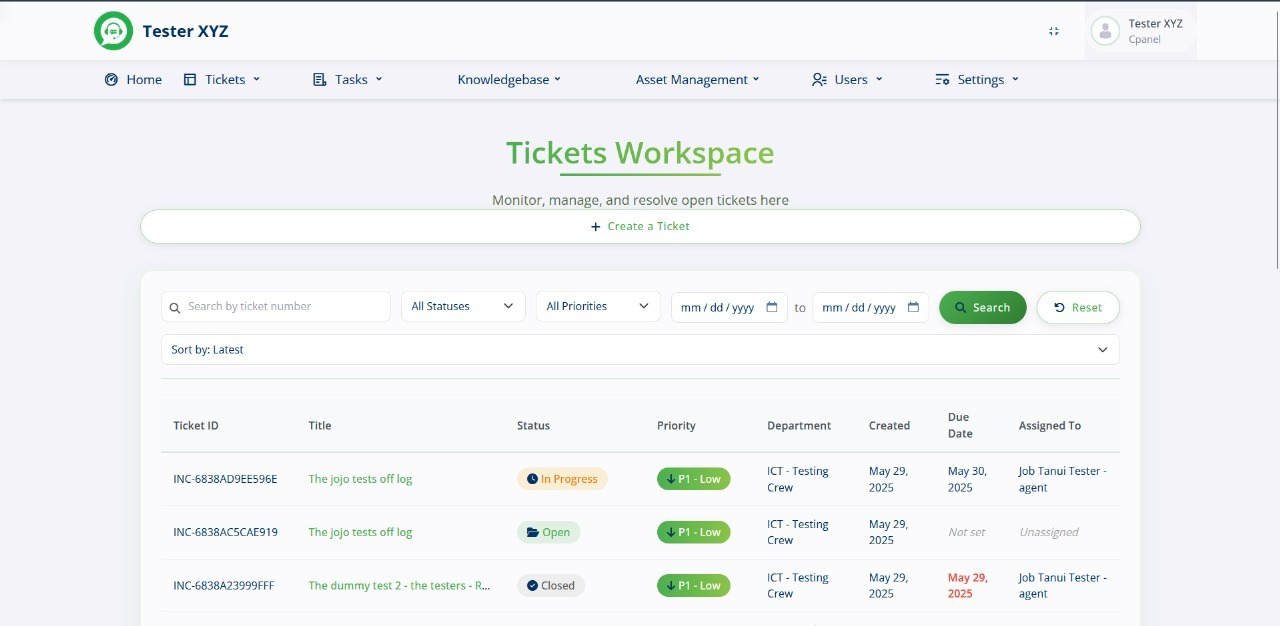 Tester XYZ
Tester XYZ
Cpanel
Home Tickets Tasks Knowledgebase Asset Management Users Settings
Tickets Workspace
Monitor, manage, and resolve open tickets here
+ Create a Ticket
Search by ticket number All Statuses All Priorities mm / dd / yyyy to mm / dd / yyyy Search Reset
Sort by: Latest
Ticket ID Title Status Priority Department Created Due Date Assigned To
INC-6838AD9EE596E The jojo tests off log In Progress P1 - Low ICT - Testing Crew May 29, 2025 May 30, 2025 Job Tanui Tester - agent
INC-6838AC5CAE919 The jojo tests off log Open P1 - Low ICT - Testing Crew May 29, 2025 Not set Unassigned
INC-6838A23999FFF The dummy test 2 - the testers - R... Closed P1 - Low ICT - Testing Crew May 29, 2025 May 29, 2025 Job Tanui Tester - agent